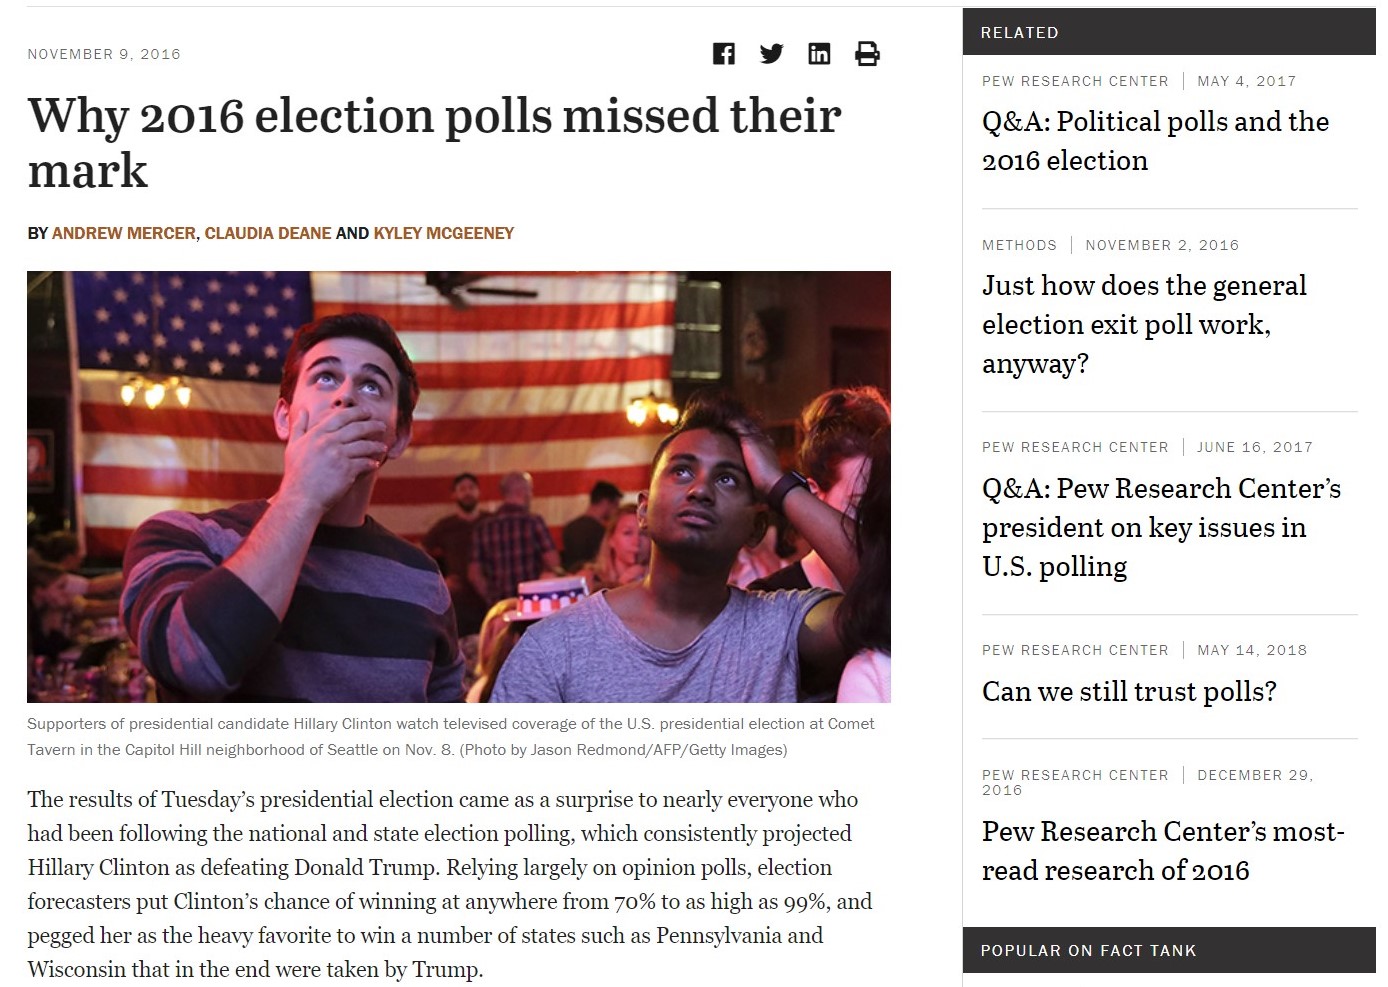 NOVEMBER 9, 2016
Why 2016 election polls missed their
mark
BY ANDREW MERCER, CLAUDIA DEANE AND KYLEY MCGEENEY
Supporters of presidential candidate Hillary Clinton watch televised coverage of the U.S. presidential election at Comet
Tavern in the Capitol Hill neighborhood of Seattle on Nov. 8. (Photo by Jason Redmond/AFP/Getty Images)
The results of Tuesday’s presidential election came as a surprise to nearly everyone who
had been following the national and state election polling, which consistently projected
Hillary Clinton as defeating Donald Trump. Relying largely on opinion polls, election
forecasters put Clinton’s chance of winning at anywhere from 70% to as high as 99%, and
pegged her as the heavy favorite to win a number of states such as Pennsylvania and
Wisconsin that in the end were taken by Trump.
RELATED
PEW RESEARCH CENTER | MAY 4, 2017
Q&A: Political polls and the
2016 election
METHODS | NOVEMBER 2, 2016
Just how does the general
election exit poll work,
anyway?
PEW RESEARCH CENTER | JUNE 16, 2017
Q&A: Pew Research Center’s
president on key issues in
U.S. polling
PEW RESEARCH CENTER | MAY 14, 2018
Can we still trust polls?
PEW RESEARCH CENTER | DECEMBER 29,
2016
Pew Research Center’s most-
read research of 2016
POPULAR ON FACT TANK